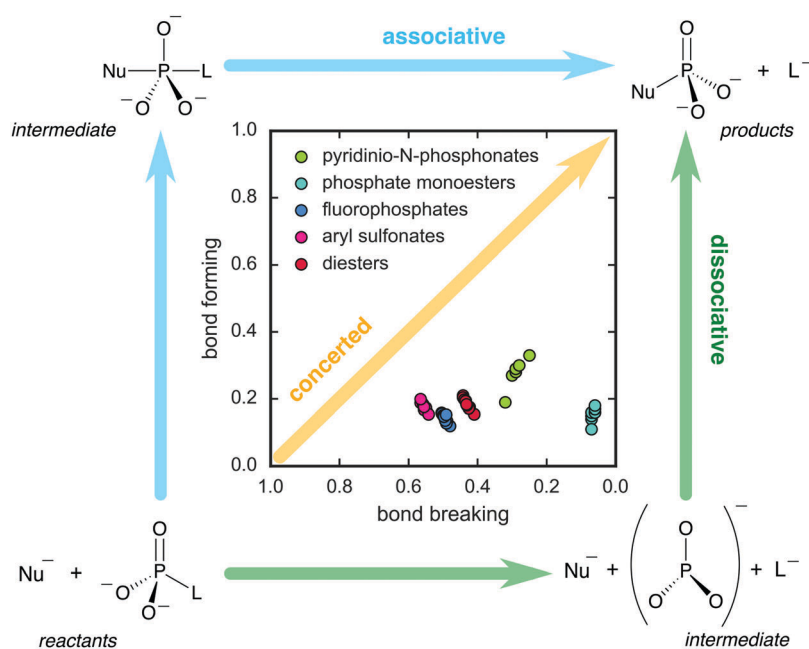 associative
O⁻
Nu P L
⁻O O⁻
intermediate
O
P O⁻ + L⁻
Nu O⁻
products
1.0
0.8
0.6
0.4
0.2
0.0
bond forming
pyridinio-N-phosphonates
phosphate monoesters
fluorophosphates
aryl sulfonates
diesters
concerted
dissociative
1.0 0.8 0.6 0.4 0.2 0.0
bond breaking
O
Nu⁻ + ⁻O P L
O⁻
reactants
O ⁻
Nu⁻ + ( P ) + L⁻
O O
intermediate